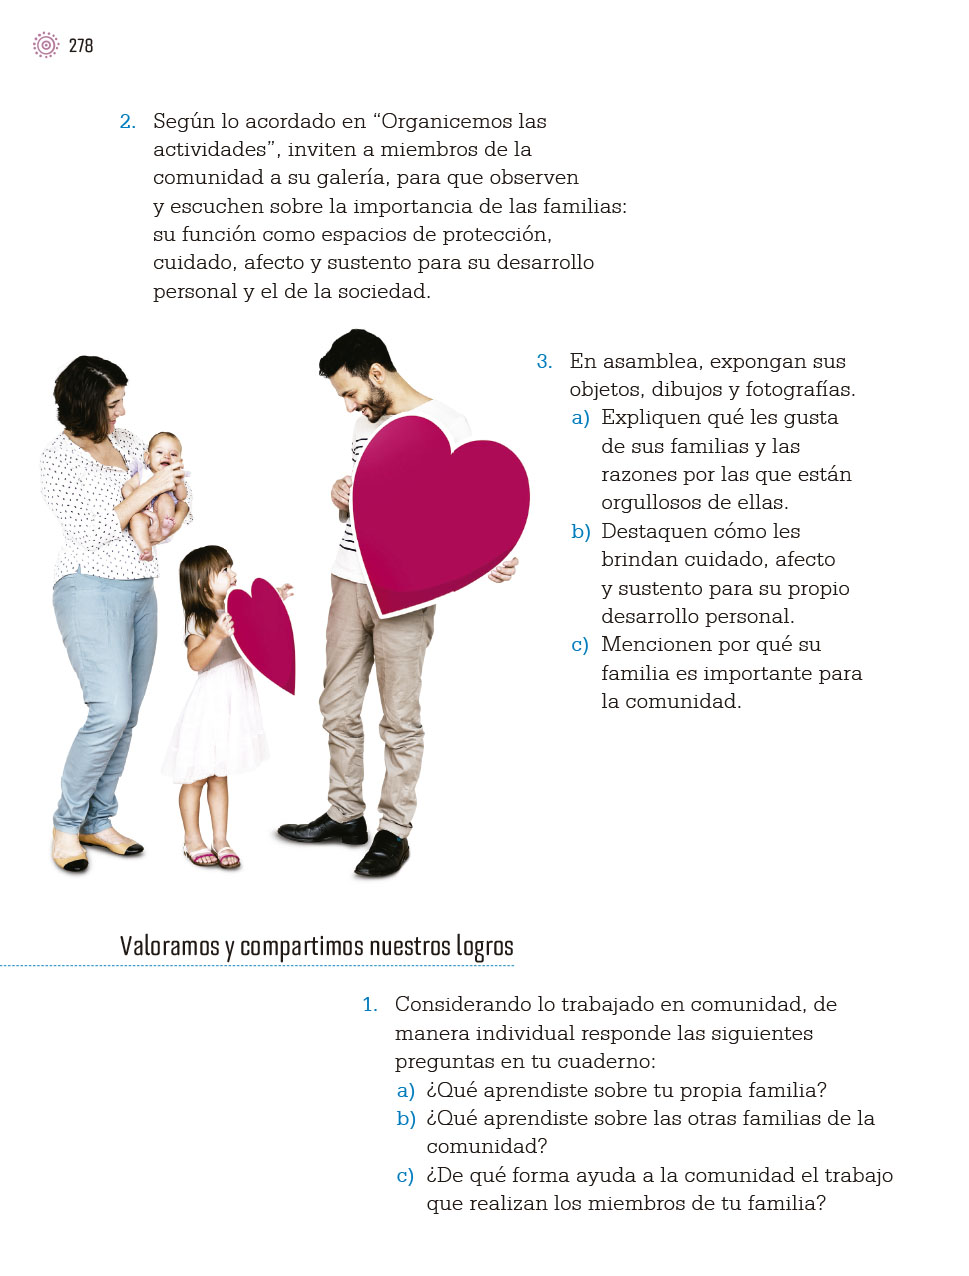 278
2. Según lo acordado en “Organicemos las
actividades”, inviten a miembros de la
comunidad a su galería, para que observen
y escuchen sobre la importancia de las familias:
su función como espacios de protección,
cuidado, afecto y sustento para su desarrollo
personal y el de la sociedad.
3. En asamblea, expongan sus
objetos, dibujos y fotografías.
a) Expliquen qué les gusta
de sus familias y las
razones por las que están
orgullosos de ellas.
b) Destaquen cómo les
brindan cuidado, afecto
y sustento para su propio
desarrollo personal.
c) Mencionen por qué su
familia es importante para
la comunidad.
Valoramos y compartimos nuestros logros
1. Considerando lo trabajado en comunidad, de
manera individual responde las siguientes
preguntas en tu cuaderno:
a) ¿Qué aprendiste sobre tu propia familia?
b) ¿Qué aprendiste sobre las otras familias de la
comunidad?
c) ¿De qué forma ayuda a la comunidad el trabajo
que realizan los miembros de tu familia?